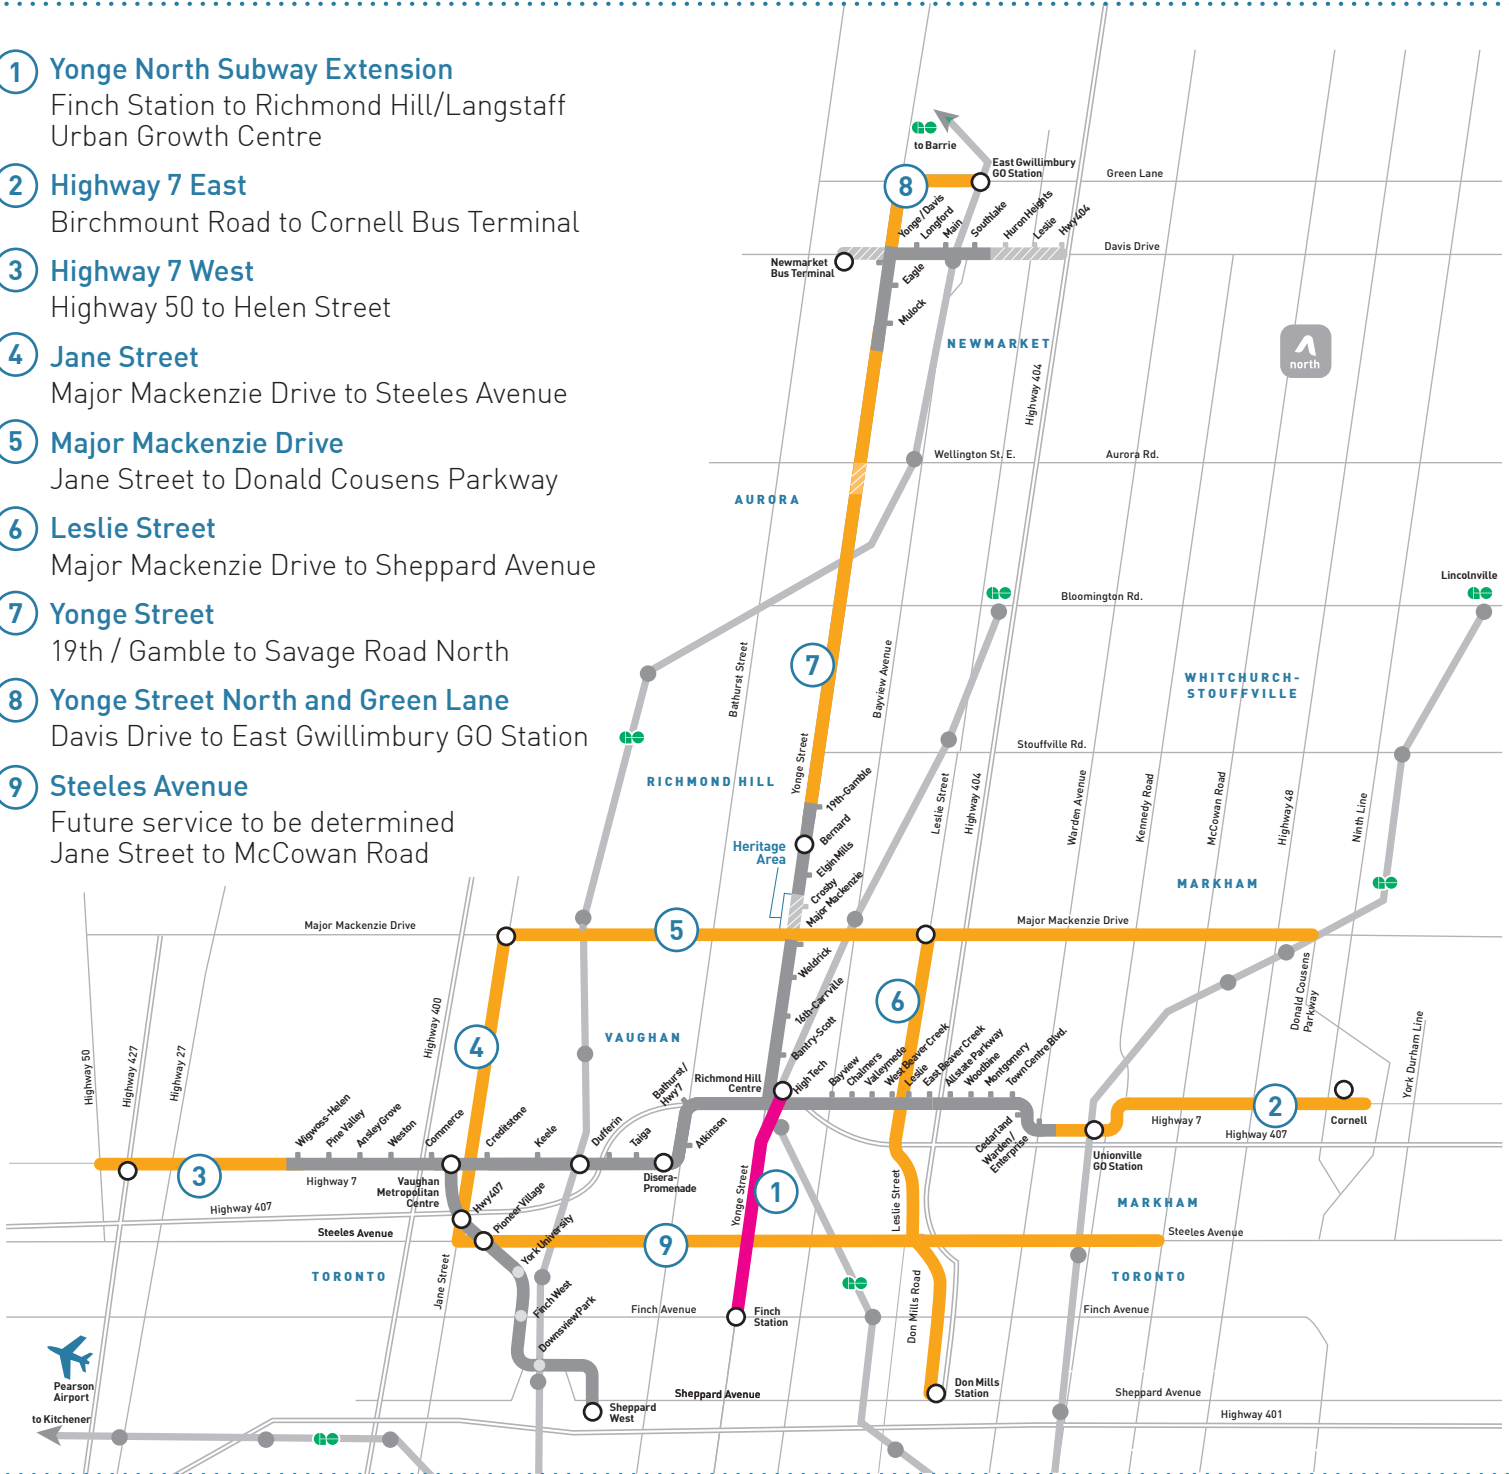 1 Yonge North Subway Extension
Finch Station to Richmond Hill/Langstaff
Urban Growth Centre
2 Highway 7 East
Birchmount Road to Cornell Bus Terminal
3 Highway 7 West
Highway 50 to Helen Street
4 Jane Street
Major Mackenzie Drive to Steeles Avenue
5 Major Mackenzie Drive
Jane Street to Donald Cousens Parkway
6 Leslie Street
Major Mackenzie Drive to Sheppard Avenue
7 Yonge Street
19th / Gamble to Savage Road North
8 Yonge Street North and Green Lane
Davis Drive to East Gwillimbury GO Station
9 Steeles Avenue
Future service to be determined
Jane Street to McCowan Road
to Barrie
East Gwillimbury
GO Station
Green Lane
8
Yonge/Davis
Longford
Main
Southlake
Huron Heights
Leslie
Hwy 404
Davis Drive
Newmarket
Bus Terminal
Eagle
Mulock
NEWMARKET
north
Highway 404
Wellington St. E.
Aurora Rd.
AURORA
Lincolnville
Bloomington Rd.
Bathurst Street
7
Bayview Avenue
WHITCHURCH-
STOUFFVILLE
Stouffville Rd.
Yonge Street
RICHMOND HILL
19th-Gamble
Leslie Street
Highway 404
Warden Avenue
Kennedy Road
McCowan Road
Highway 48
Ninth Line
Bernard
Heritage
Area
Elgin Mills
Crosby
Major Mackenzie
MARKHAM
Major Mackenzie Drive
5
Major Mackenzie Drive
Weldrick
Donald Cousens
Parkway
6
16th-Carrville
Highway 400
4
VAUGHAN
Bantry-Scott
Highway 50
Highway 427
Highway 27
York Durham Line
Richmond Hill
Centre
High Tech
Bayview
Chalmers
Valleymede
West Beaver Creek
Leslie
East Beaver Creek
Allstate Parkway
Woodbine
Montgomery
Town Centre Blvd.
Bathurst/
Hwy 7
2
Cornell
Highway 7
Highway 407
Wigwoss-Helen
Pine Valley
Ansley Grove
Weston
Commerce
Creditstone
Keele
Dufferin
Taiga
Atkinson
Cedarland
Warden/
Enterprise
Unionville
GO Station
3
Highway 7
Vaughan
Metropolitan
Centre
Disera-
Promenade
Yonge Street
1
Leslie Street
MARKHAM
Highway 407
Hwy 407
Pioneer Village
Steeles Avenue
York University
9
Steeles Avenue
TORONTO
Jane Street
TORONTO
Finch West
Downsview Park
Don Mills Road
Finch Avenue
Finch
Station
Finch Avenue
Pearson
Airport
Don Mills
Station
Sheppard Avenue
Sheppard Avenue
Sheppard
West
to Kitchener
Highway 401